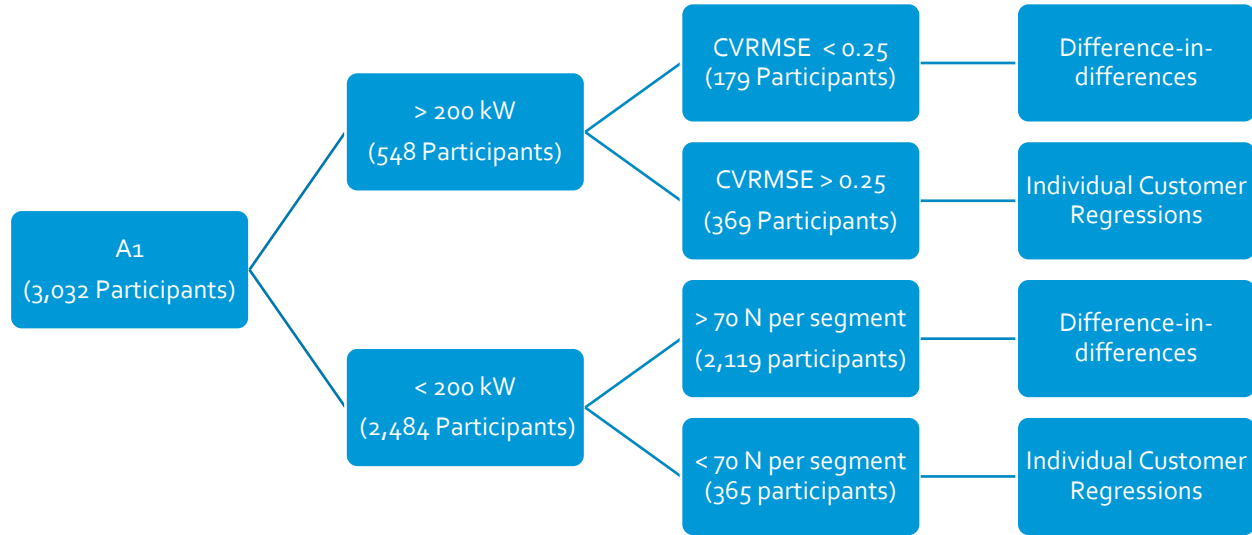 A1
(3,032 Participants)
> 200 kW
(548 Participants)
< 200 kW
(2,484 Participants)
CVRMSE < 0.25
(179 Participants)
CVRMSE > 0.25
(369 Participants)
> 70 N per segment
(2,119 participants)
< 70 N per segment
(365 participants)
Difference-in-
differences
Individual Customer
Regressions
Difference-in-
differences
Individual Customer
Regressions